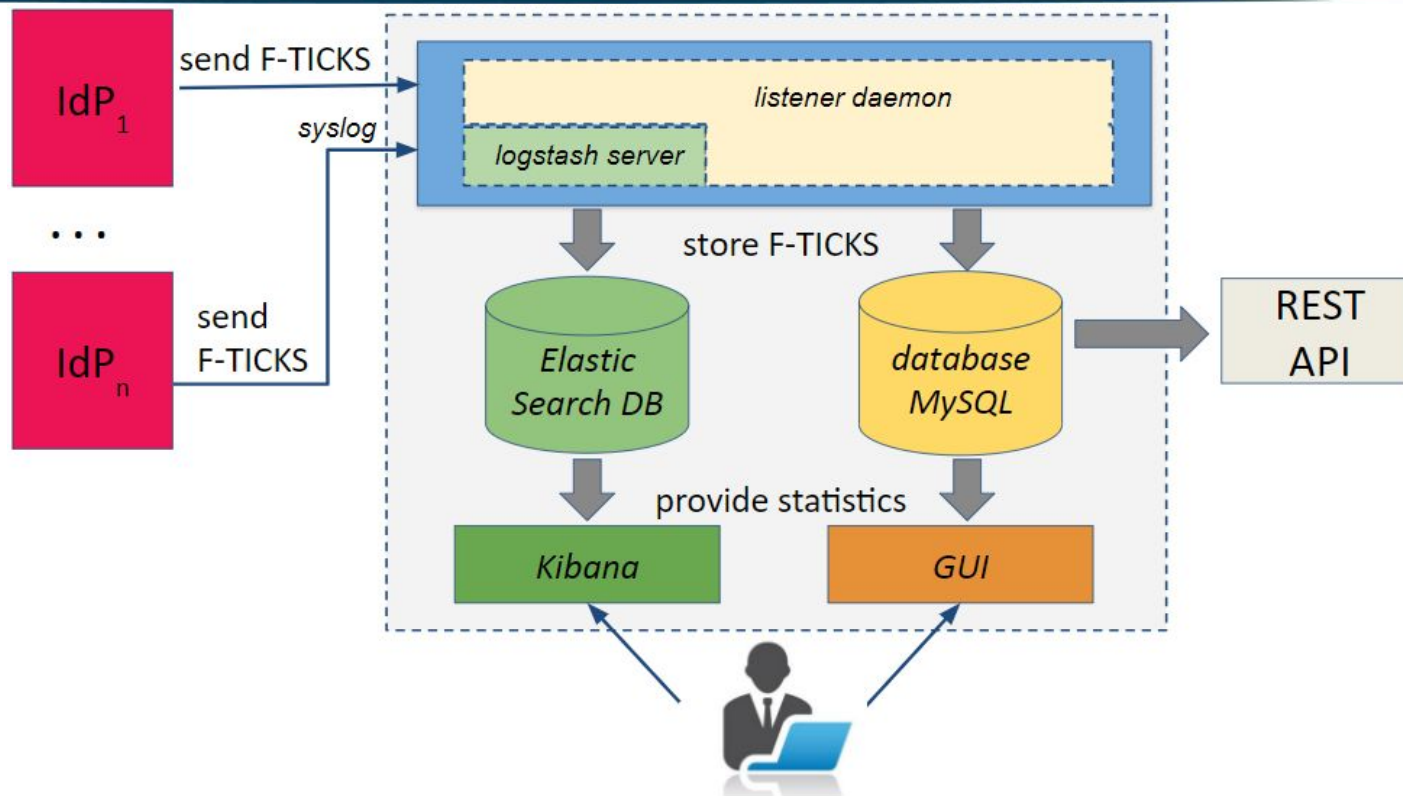 IdP1
send F-TICKS
syslog
listener daemon
logstash server
...
store F-TICKS
IdPn
send
F-TICKS
Elastic
Search DB
database
MySQL
REST
API
provide statistics
Kibana
GUI